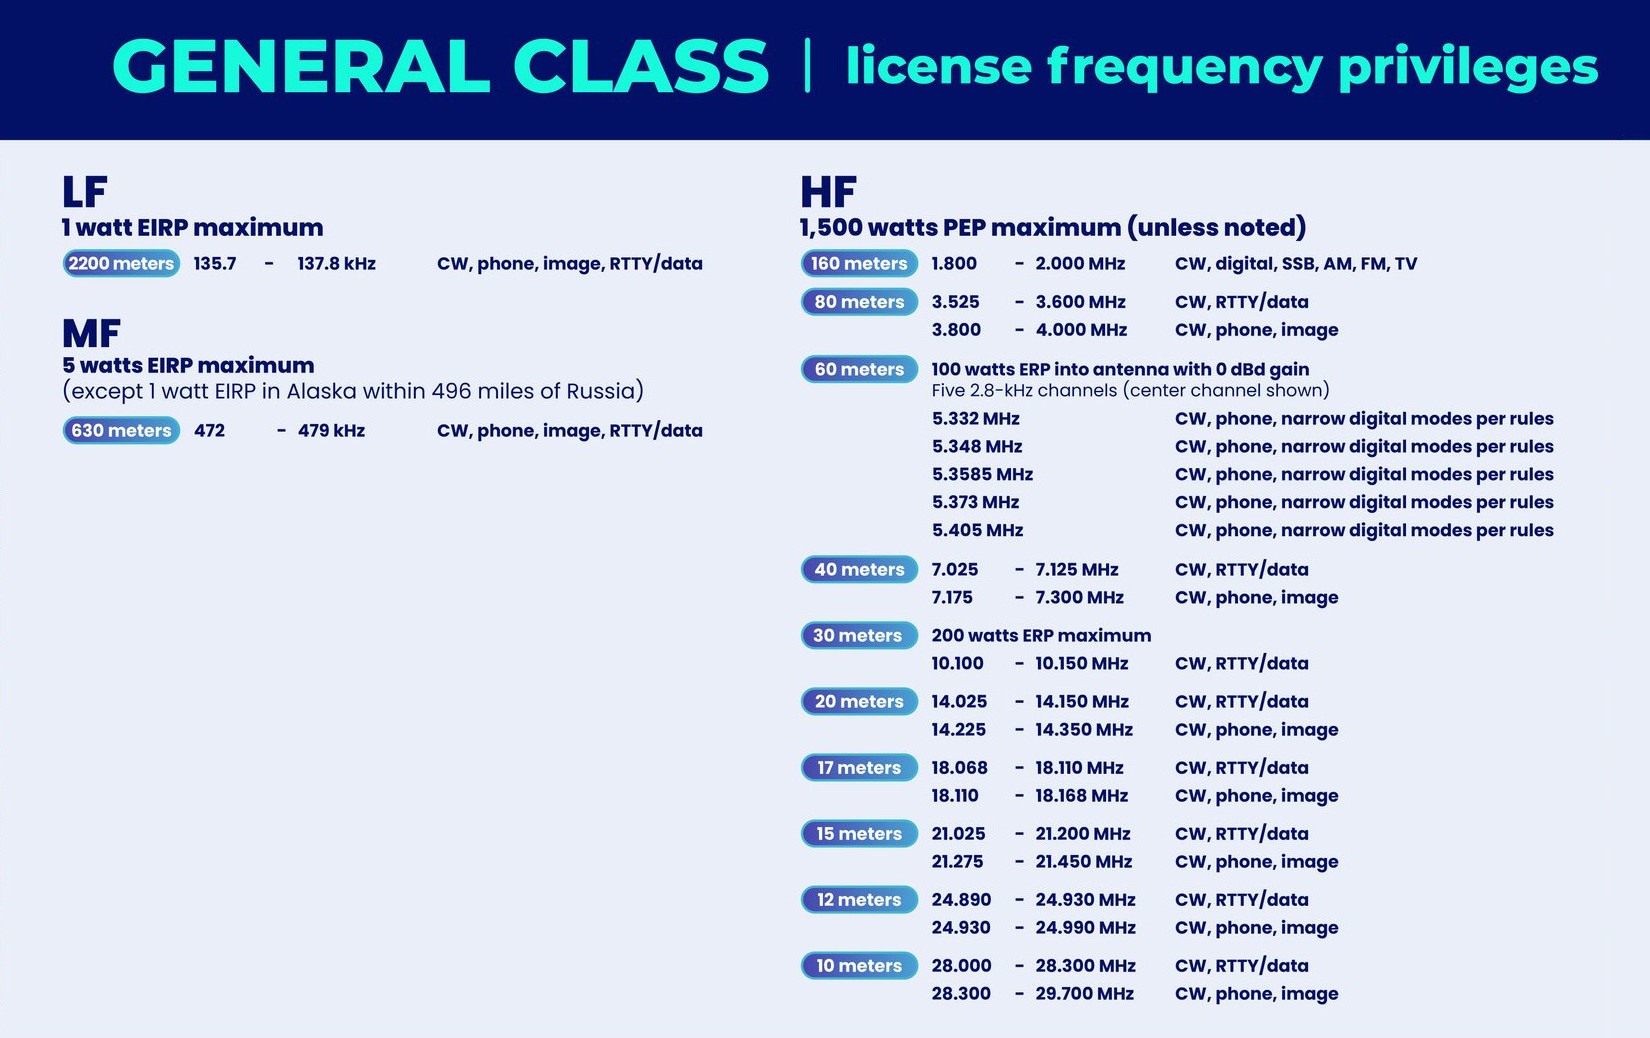 GENERAL CLASS | license frequency privileges
LF
1 watt EIRP maximum
2200 meters 135.7 - 137.8 kHz CW, phone, image, RTTY/data
MF
5 watts EIRP maximum
(except 1 watt EIRP in Alaska within 496 miles of Russia)
630 meters 472 - 479 kHz CW, phone, image, RTTY/data
HF
1,500 watts PEP maximum (unless noted)
160 meters 1.800 - 2.000 MHz CW, digital, SSB, AM, FM, TV
80 meters 3.525 - 3.600 MHz CW, RTTY/data
3.800 - 4.000 MHz CW, phone, image
60 meters 100 watts ERP into antenna with 0 dBd gain
Five 2.8-kHz channels (center channel shown)
5.332 MHz CW, phone, narrow digital modes per rules
5.348 MHz CW, phone, narrow digital modes per rules
5.3585 MHz CW, phone, narrow digital modes per rules
5.373 MHz CW, phone, narrow digital modes per rules
5.405 MHz CW, phone, narrow digital modes per rules
40 meters 7.025 - 7.125 MHz CW, RTTY/data
7.175 - 7.300 MHz CW, phone, image
30 meters 200 watts ERP maximum
10.100 - 10.150 MHz CW, RTTY/data
20 meters 14.025 - 14.150 MHz CW, RTTY/data
14.225 - 14.350 MHz CW, phone, image
17 meters 18.068 - 18.110 MHz CW, RTTY/data
18.110 - 18.168 MHz CW, phone, image
15 meters 21.025 - 21.200 MHz CW, RTTY/data
21.275 - 21.450 MHz CW, phone, image
12 meters 24.890 - 24.930 MHz CW, RTTY/data
24.930 - 24.990 MHz CW, phone, image
10 meters 28.000 - 28.300 MHz CW, RTTY/data
28.300 - 29.700 MHz CW, phone, image